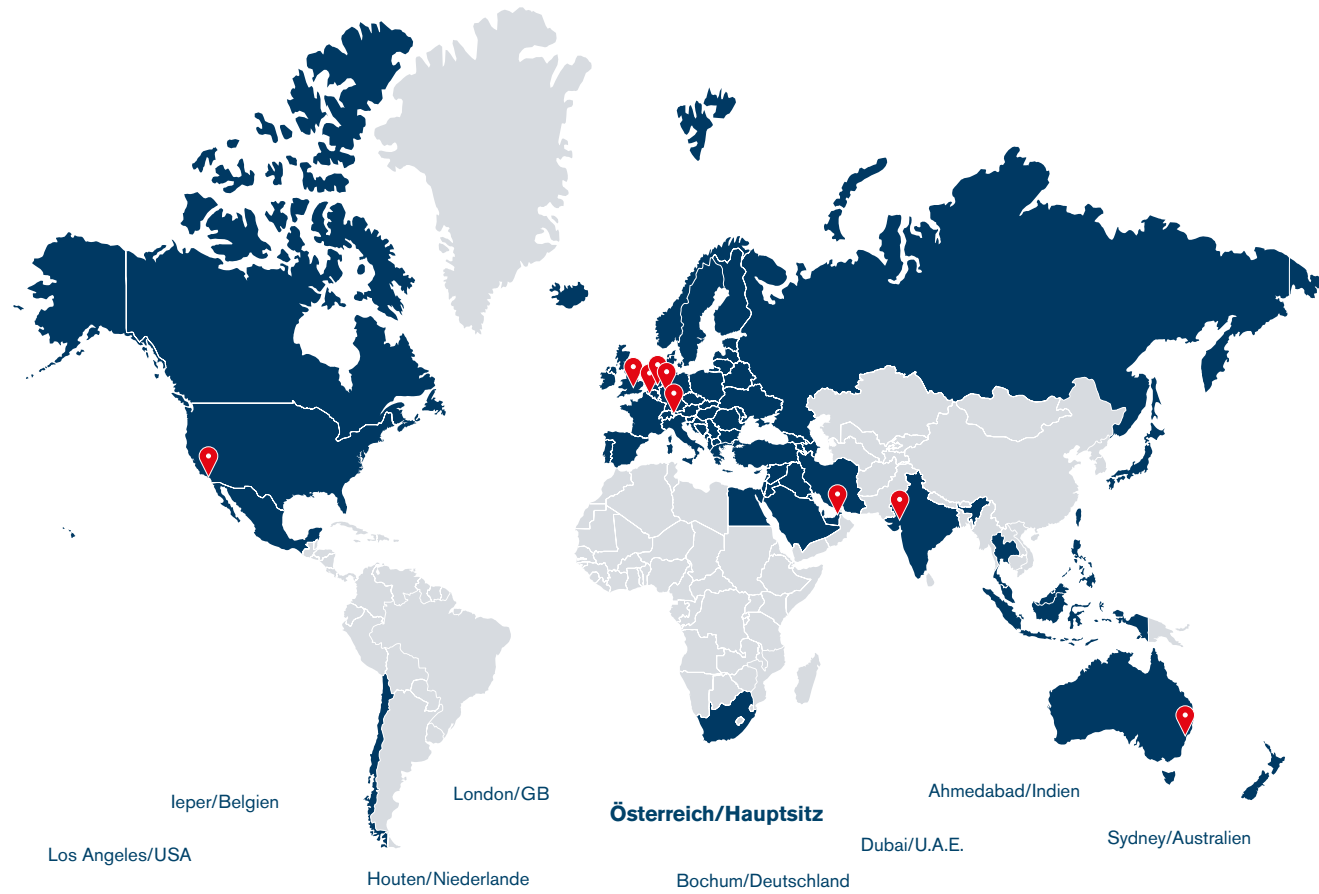 Ieper/Belgien
London/GB
Österreich/Hauptsitz
Ahmedabad/Indien
Los Angeles/USA
Houten/Niederlande
Bochum/Deutschland
Dubai/U.A.E.
Sydney/Australien